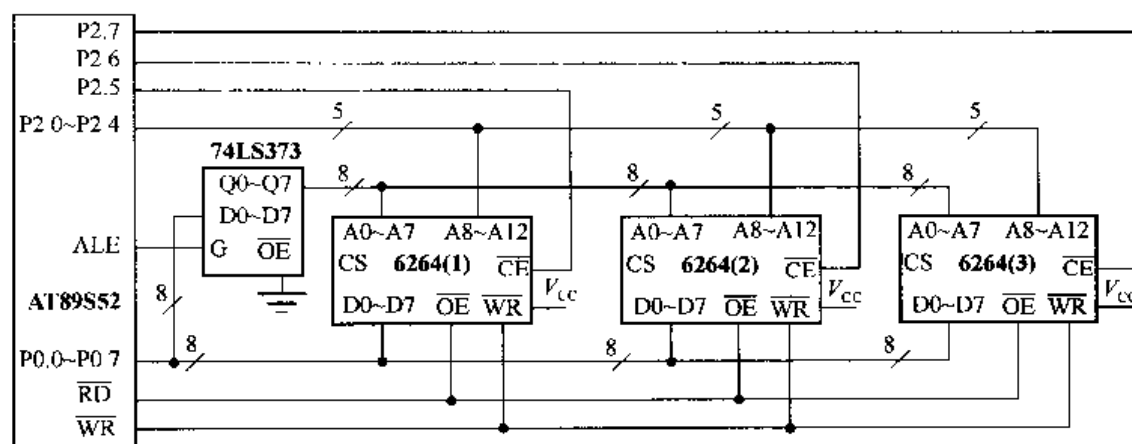 P2.7
P2 6
P2.5
P2 0~P2 4
5
5
5
74LS373
8
8
8
Q0~Q7
D0~D7
ALE
G
OE
A0~A7
A8~A12
CS
6264(1)
CE
D0~D7
OE
WR
VCC
A0~A7
A8~A12
CS
6264(2)
CE
D0~D7
OE
WR
VCC
A0~A7
A8~A12
CS
6264(3)
CE
D0~D7
OE
WR
VCC
8
AT89S52
P0.0~P0 7
8
8
8
RD
WR